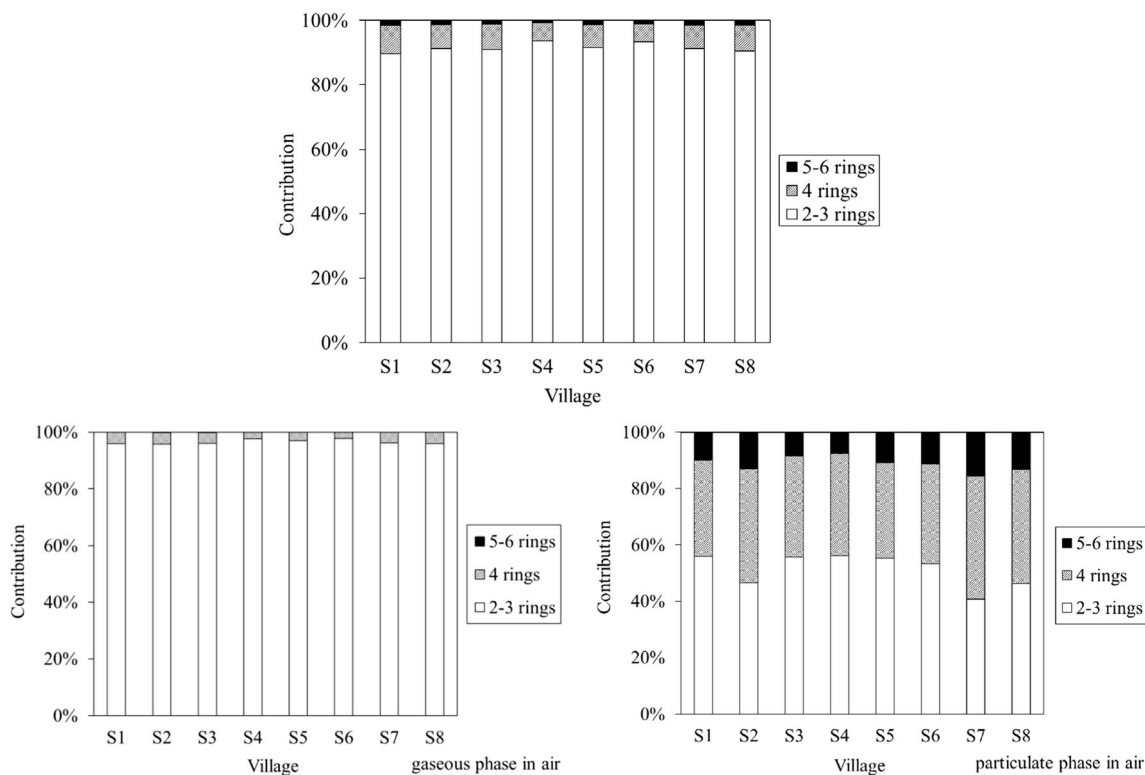 100%
80%
60%
40%
20%
0%
Contribution
S1 S2 S3 S4 S5 S6 S7 S8
Village
5-6 rings
4 rings
2-3 rings
100%
80%
60%
40%
20%
0%
Contribution
S1 S2 S3 S4 S5 S6 S7 S8
Village
gaseous phase in air
5-6 rings
4 rings
2-3 rings
100%
80%
60%
40%
20%
0%
Contribution
S1 S2 S3 S4 S5 S6 S7 S8
Village
particulate phase in air
5-6 rings
4 rings
2-3 rings